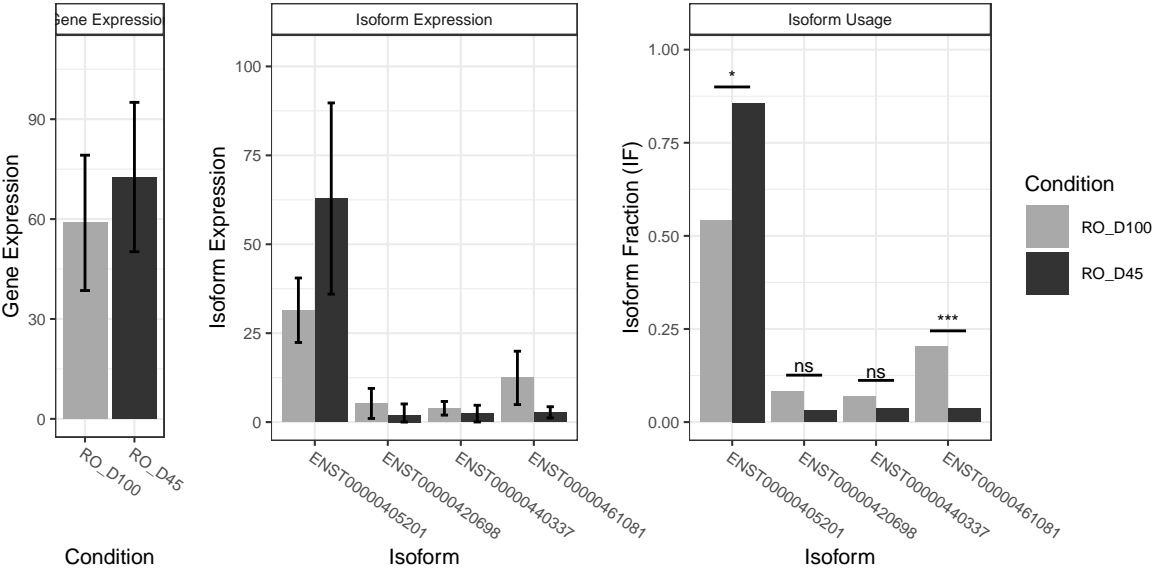 Gene Expression
Gene Expression
90
60
30
0
RO_D100
RO_D45
Condition
Isoform Expression
Isoform Expression
100
75
50
25
0
ENST00000405201
ENST00000420698
ENST00000440337
ENST00000461081
Isoform
Isoform Usage
Isoform Fraction (IF)
1.00
0.75
0.50
0.25
0.00
*
ns
ns
***
ENST00000405201
ENST00000420698
ENST00000440337
ENST00000461081
Isoform
Condition
RO_D100
RO_D45